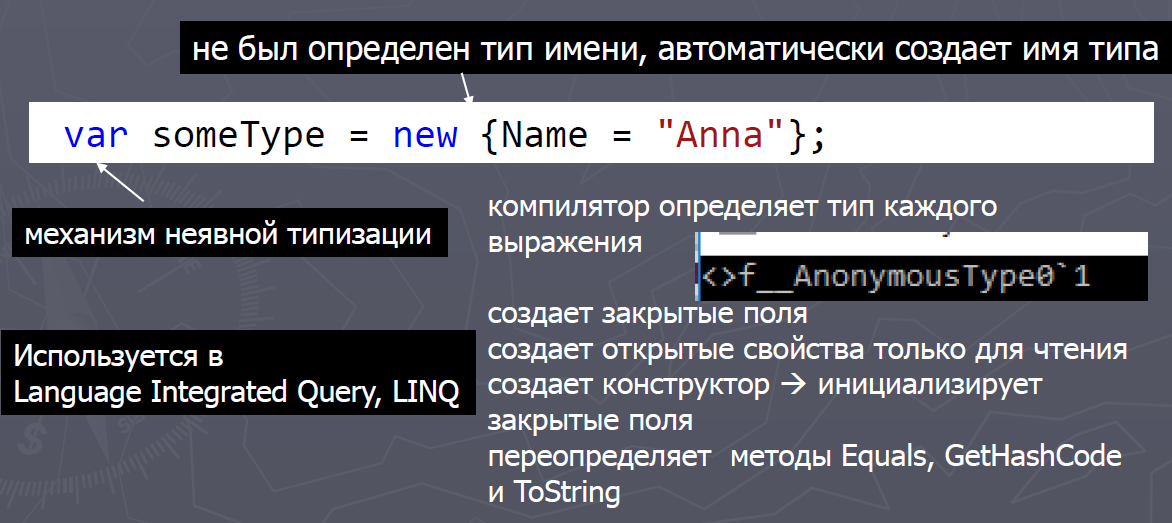 не был определен тип имени, автоматически создает имя типа
var someType = new {Name = "Anna"};
механизм неявной типизации
компилятор определяет тип каждого
выражения
<>f__AnonymousType0`1
создает закрытые поля
создает открытые свойства только для чтения
создает конструктор → инициализирует
закрытые поля
переопределяет методы Equals, GetHashCode
и ToString
Используется в
Language Integrated Query, LINQ